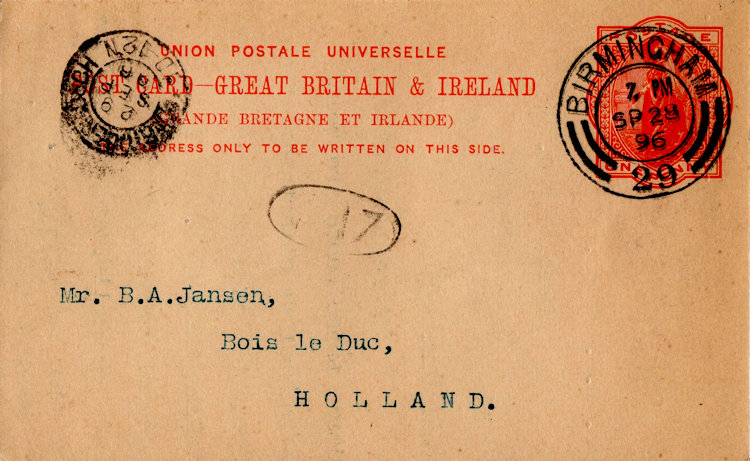 UNION POSTALE UNIVERSELLE
POST CARD—GREAT BRITAIN & IRELAND
(GRANDE BRETAGNE ET IRLANDE)
ADDRESS ONLY TO BE WRITTEN ON THIS SIDE.
BIRMINGHAM
7. PM
SP 29
96
29
17
Mr. B.A.Jansen,
Bois le Duc,
HOLLAND.